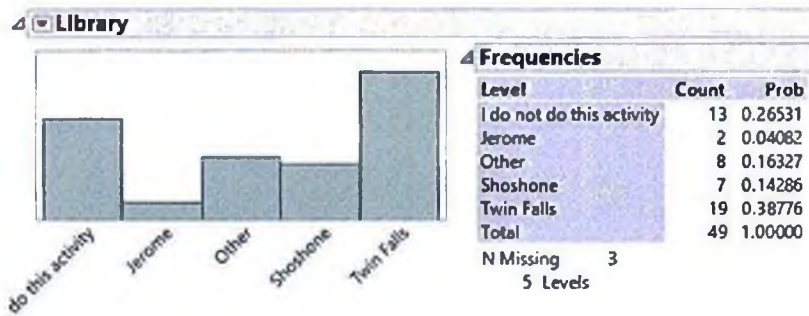 Library
do this activity
Jerome
Other
Shoshone
Twin Falls
Frequencies
Level Count Prob
I do not do this activity 13 0.26531
Jerome 2 0.04082
Other 8 0.16327
Shoshone 7 0.14286
Twin Falls 19 0.38776
Total 49 1.00000
N Missing 3
5 Levels